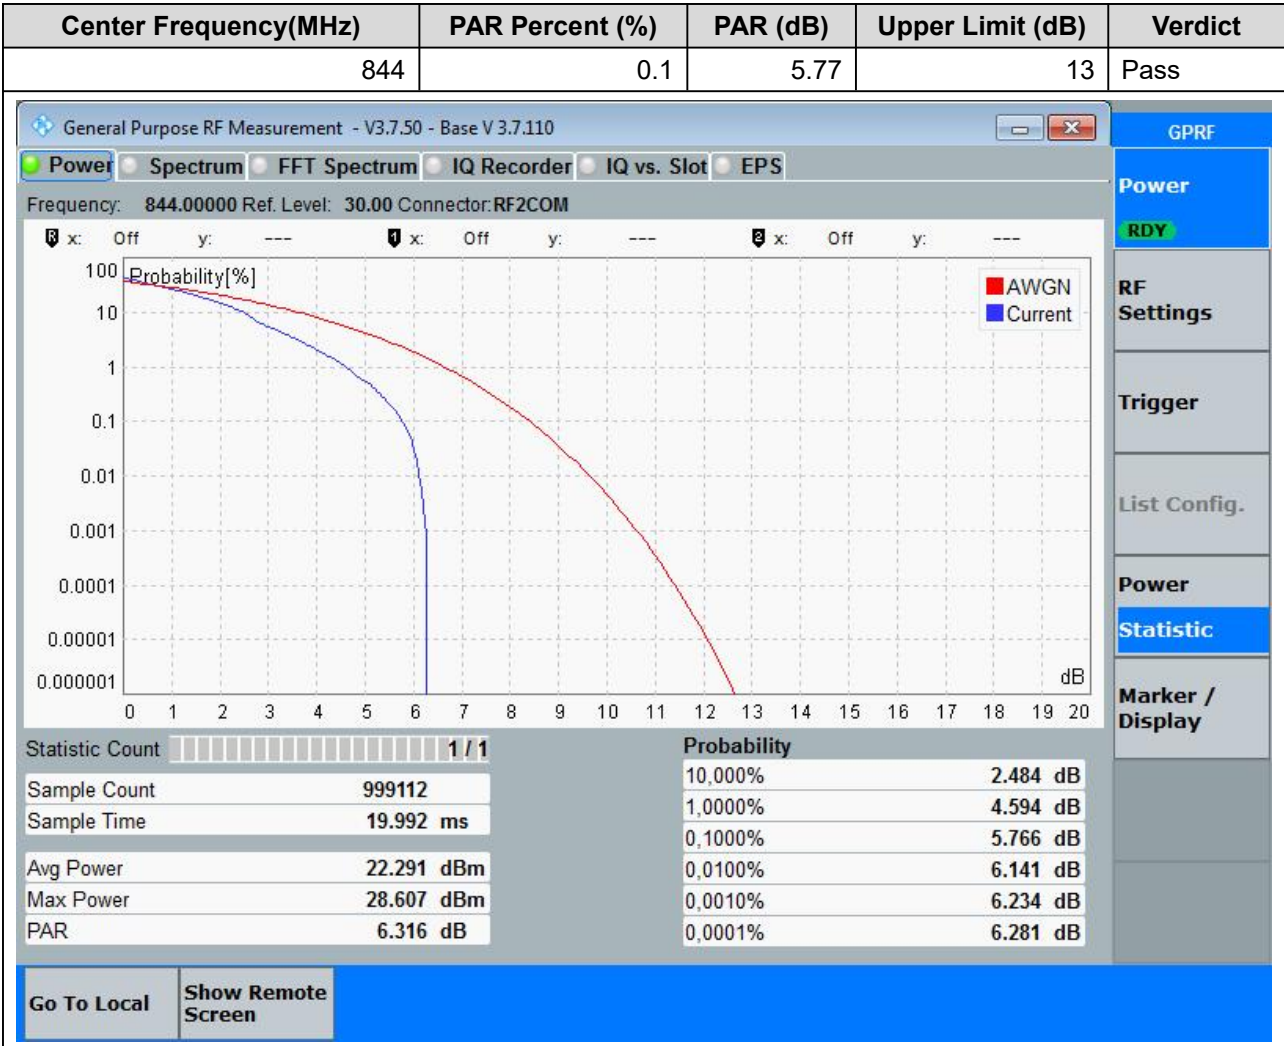 Center Frequency(MHz) PAR Percent (%) PAR (dB) Upper Limit (dB) Verdict
844 0.1 5.77 13 Pass
General Purpose RF Measurement - V3.7.50 - Base V 3.7.110
GPRF
Power Spectrum FFT Spectrum IQ Recorder IQ vs. Slot EPS
Frequency: 844.00000 Ref. Level: 30.00 Connector:RF2COM
R x: Off y: --- 1 x: Off y: --- 2 x: Off y: ---
Probability[%]
AWGN
Current
100
10
1
0.1
0.01
0.001
0.0001
0.00001
0.000001
dB
0 1 2 3 4 5 6 7 8 9 10 11 12 13 14 15 16 17 18 19 20
Statistic Count 1 / 1
Sample Count 999112
Sample Time 19.992 ms
Avg Power 22.291 dBm
Max Power 28.607 dBm
PAR 6.316 dB
Probability
10,000% 2.484 dB
1,0000% 4.594 dB
0,1000% 5.766 dB
0,0100% 6.141 dB
0,0010% 6.234 dB
0,0001% 6.281 dB
Power
RDY
RF
Settings
Trigger
List Config.
Power
Statistic
Marker /
Display
Go To Local
Show Remote
Screen